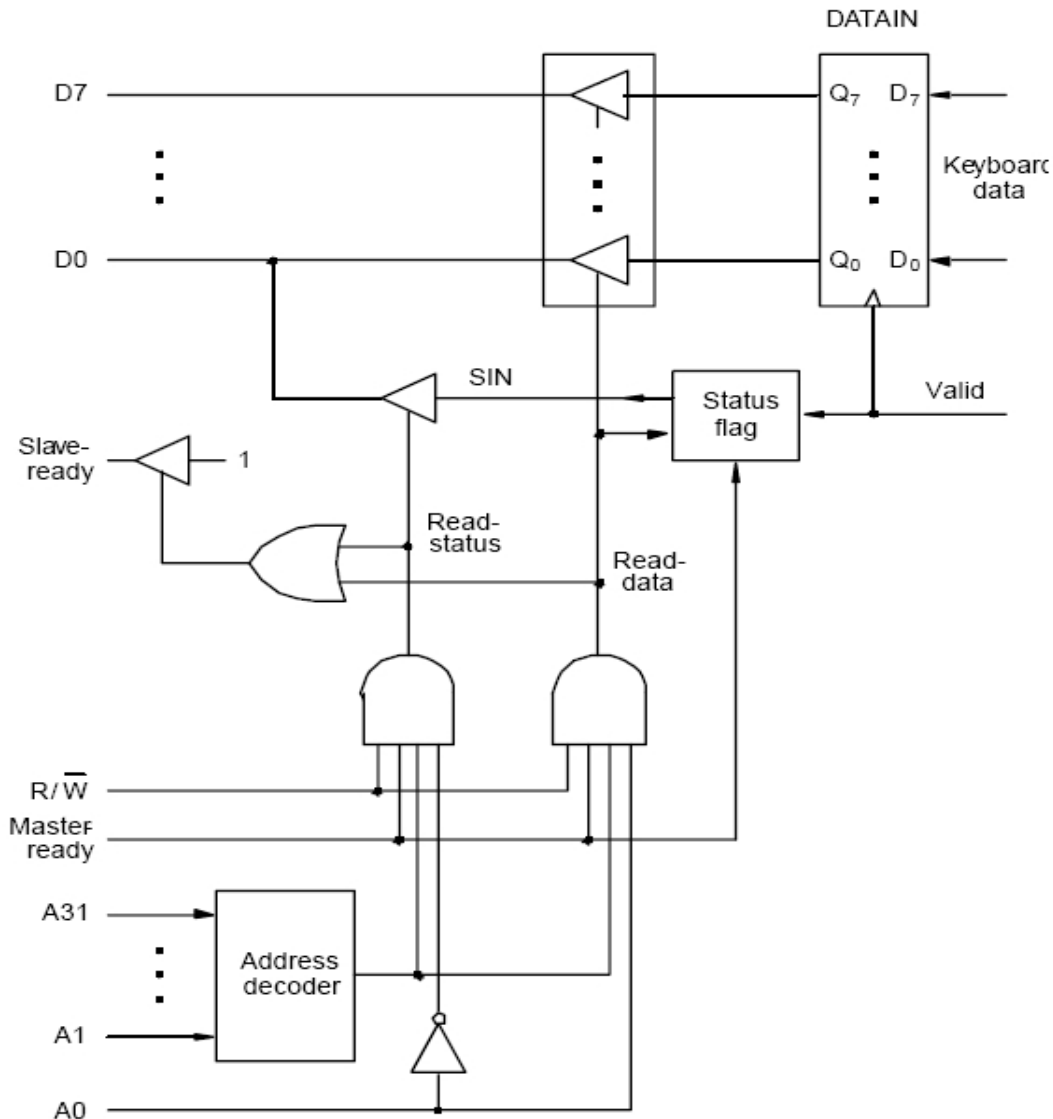 DATAIN
D7
Q7 D7
Keyboard
data
D0
Q0 D0
SIN
Status
flag
Valid
Slave-
ready
1
Read-
status
Read-
data
R/W̅
Master-
ready
A31
Address
decoder
A1
A0